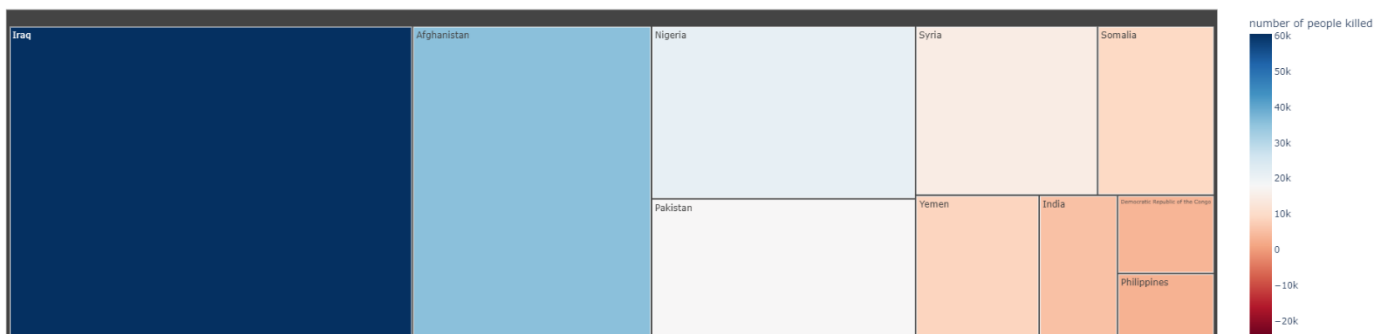 number of people killed
Iraq
Afghanistan
Nigeria
Syria
Somalia
Pakistan
Yemen
India
Democratic Republic of the Congo
Philippines
60k
50k
40k
30k
20k
10k
0
−10k
−20k